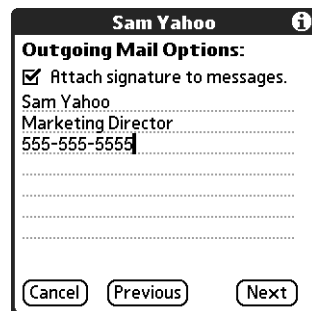 Sam Yahoo
Outgoing Mail Options:
Attach signature to messages.
Sam Yahoo
Marketing Director
555-555-5555
Cancel Previous Next